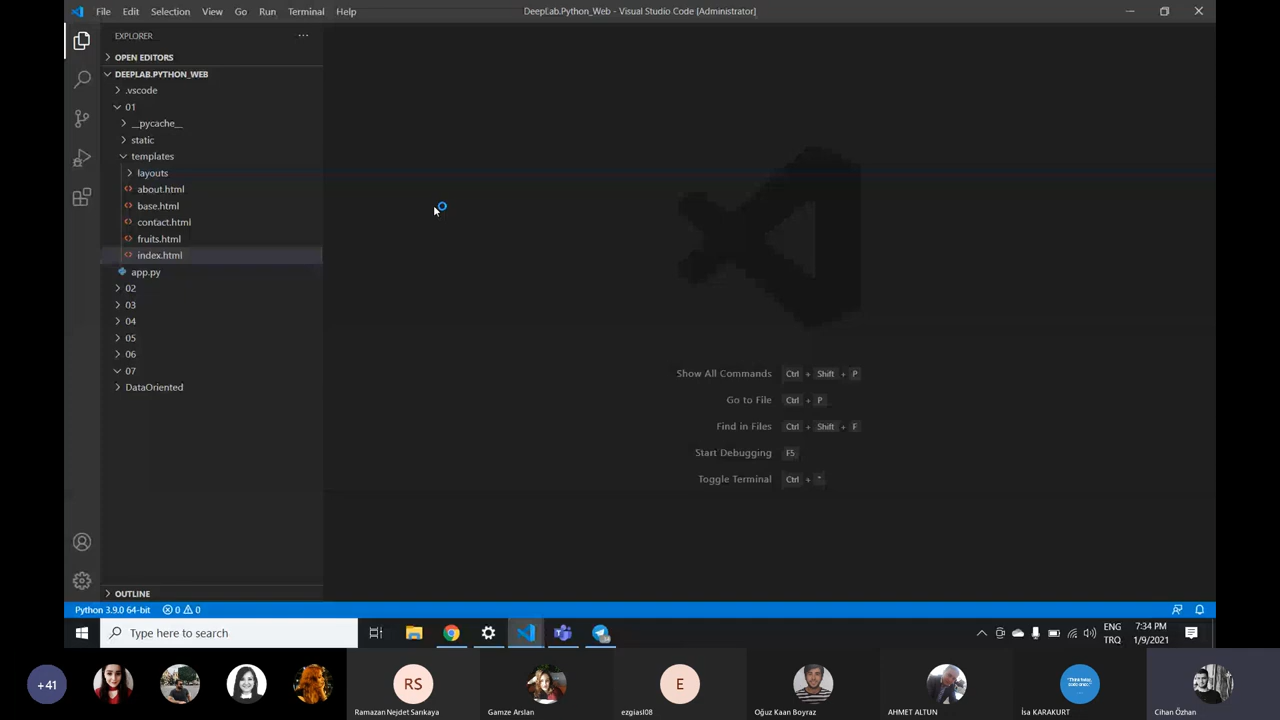 File Edit Selection View Go Run Terminal Help DeepLab.Python_Web - Visual Studio Code [Administrator]
EXPLORER
OPEN EDITORS
DEEPLAB.PYTHON_WEB
.vscode
01
__pycache__
static
templates
layouts
about.html
base.html
contact.html
fruits.html
index.html
app.py
02
03
04
05
06
07
DataOriented
Show All Commands Ctrl + Shift + P
Go to File Ctrl + P
Find in Files Ctrl + Shift + F
Start Debugging F5
Toggle Terminal Ctrl + "
OUTLINE
Python 3.9.0 64-bit 0 0
Type here to search
ENG 7:34 PM
TRQ 1/9/2021
+41 RS E
Ramazan Nejdet Sarıkaya Gamze Arslan ezgiasl08 Oğuz Kaan Boyraz AHMET ALTUN İsa KARAKURT Cihan Özhan